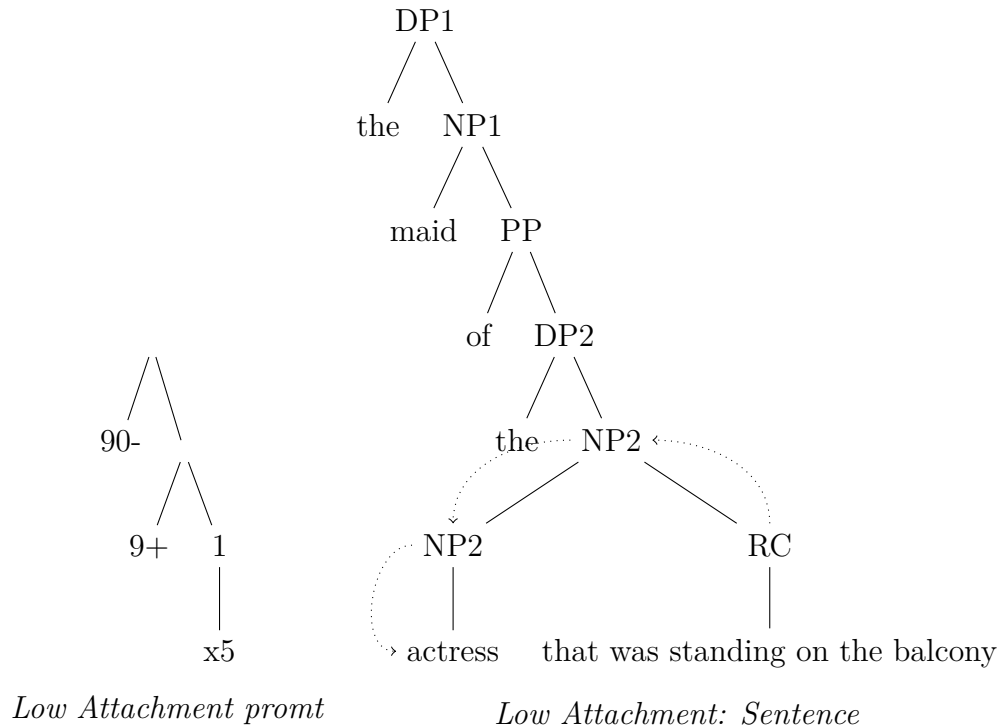 DP1
the NP1
maid PP
of DP2
90- the NP2
9+ 1 NP2 RC
x5 actress that was standing on the balcony
Low Attachment promt Low Attachment: Sentence